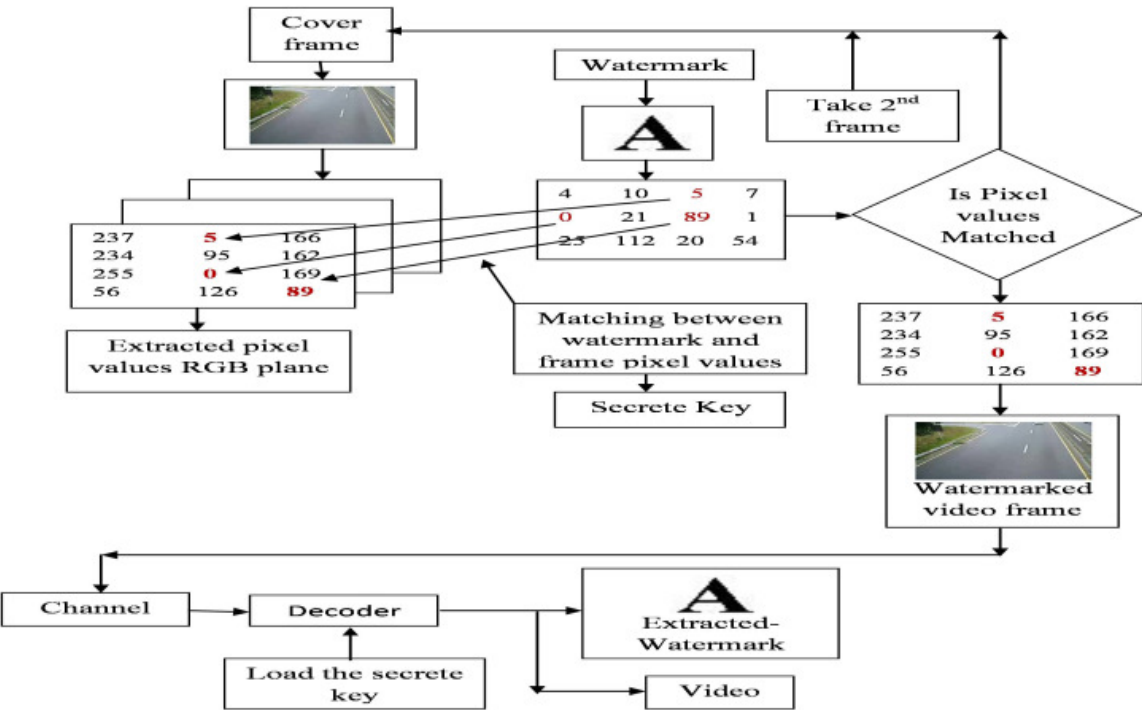 Cover
frame
Watermark
Take 2nd
frame
A
4 10 5 7
0 21 89 1
25 112 20 54
Is Pixel
values
Matched
237 5 166
234 95 162
255 0 169
56 126 89
Extracted pixel
values RGB plane
Matching between
watermark and
frame pixel values
Secrete Key
237 5 166
234 95 162
255 0 169
56 126 89
Watermarked
video frame
Channel
Decoder
A
Extracted-
Watermark
Load the secrete
key
Video